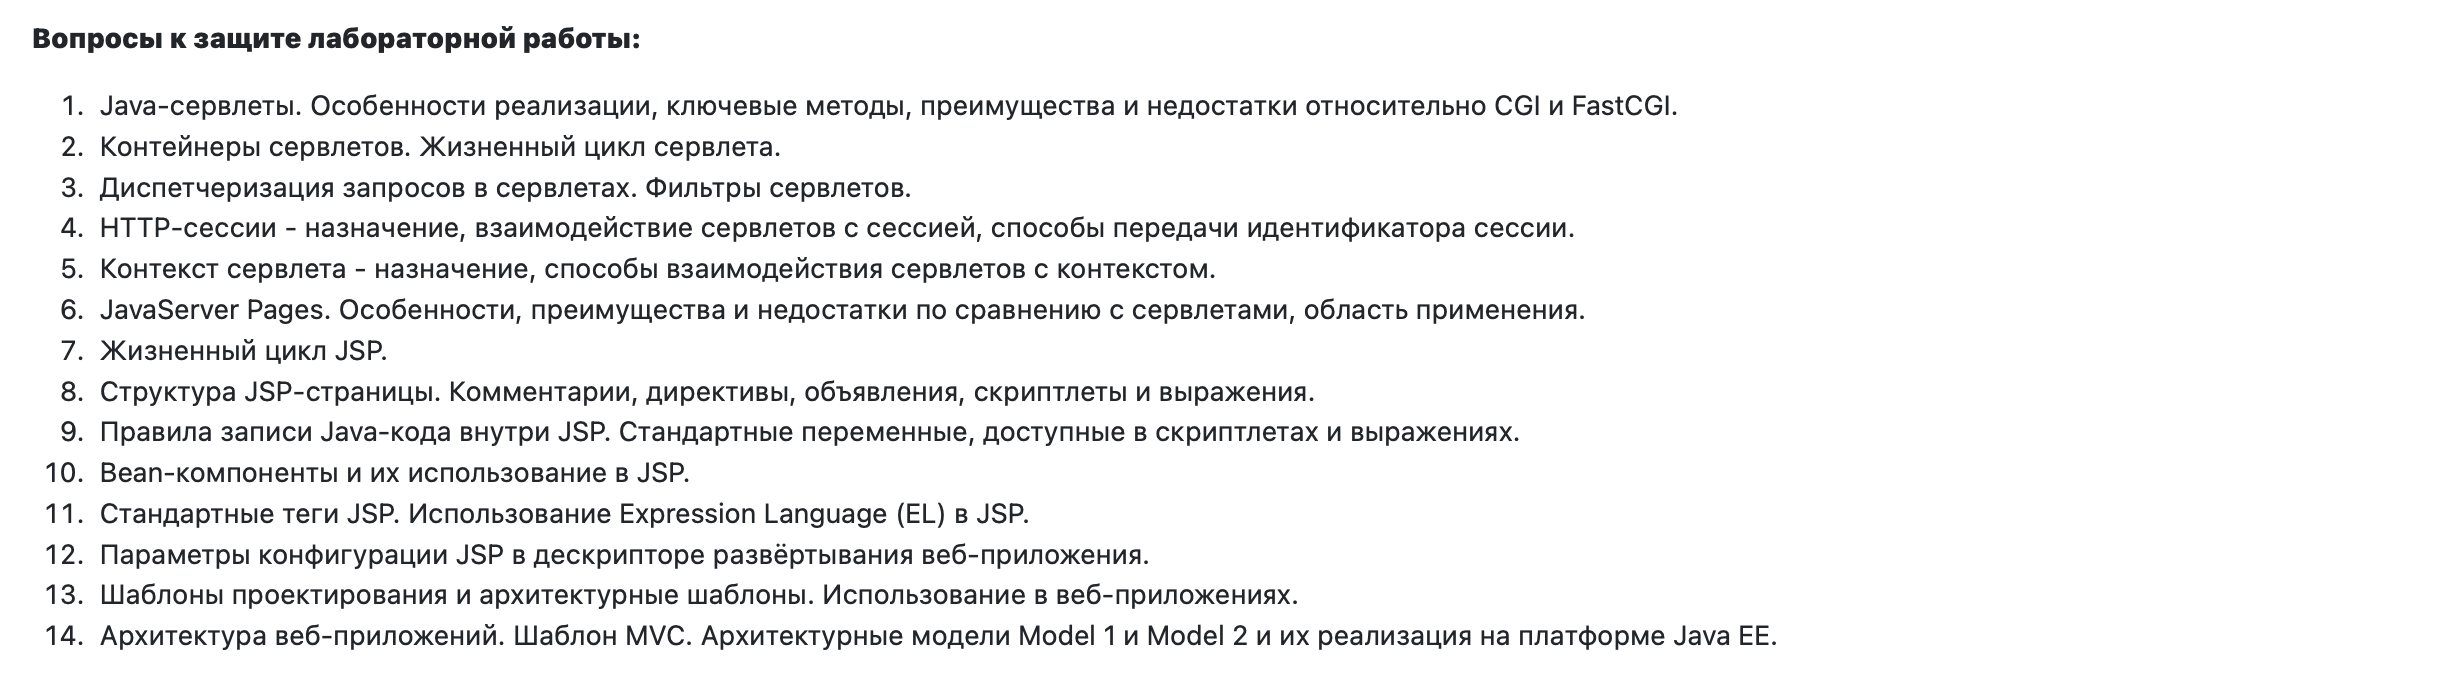 Вопросы к защите лабораторной работы:
1. Java-сервлеты. Особенности реализации, ключевые методы, преимущества и недостатки относительно CGI и FastCGI.
2. Контейнеры сервлетов. Жизненный цикл сервлета.
3. Диспетчеризация запросов в сервлетах. Фильтры сервлетов.
4. HTTP-сессии - назначение, взаимодействие сервлетов с сессией, способы передачи идентификатора сессии.
5. Контекст сервлета - назначение, способы взаимодействия сервлетов с контекстом.
6. JavaServer Pages. Особенности, преимущества и недостатки по сравнению с сервлетами, область применения.
7. Жизненный цикл JSP.
8. Структура JSP-страницы. Комментарии, директивы, объявления, скриптлеты и выражения.
9. Правила записи Java-кода внутри JSP. Стандартные переменные, доступные в скриптлетах и выражениях.
10. Bean-компоненты и их использование в JSP.
11. Стандартные теги JSP. Использование Expression Language (EL) в JSP.
12. Параметры конфигурации JSP в дескрипторе развёртывания веб-приложения.
13. Шаблоны проектирования и архитектурные шаблоны. Использование в веб-приложениях.
14. Архитектура веб-приложений. Шаблон MVC. Архитектурные модели Model 1 и Model 2 и их реализация на платформе Java EE.